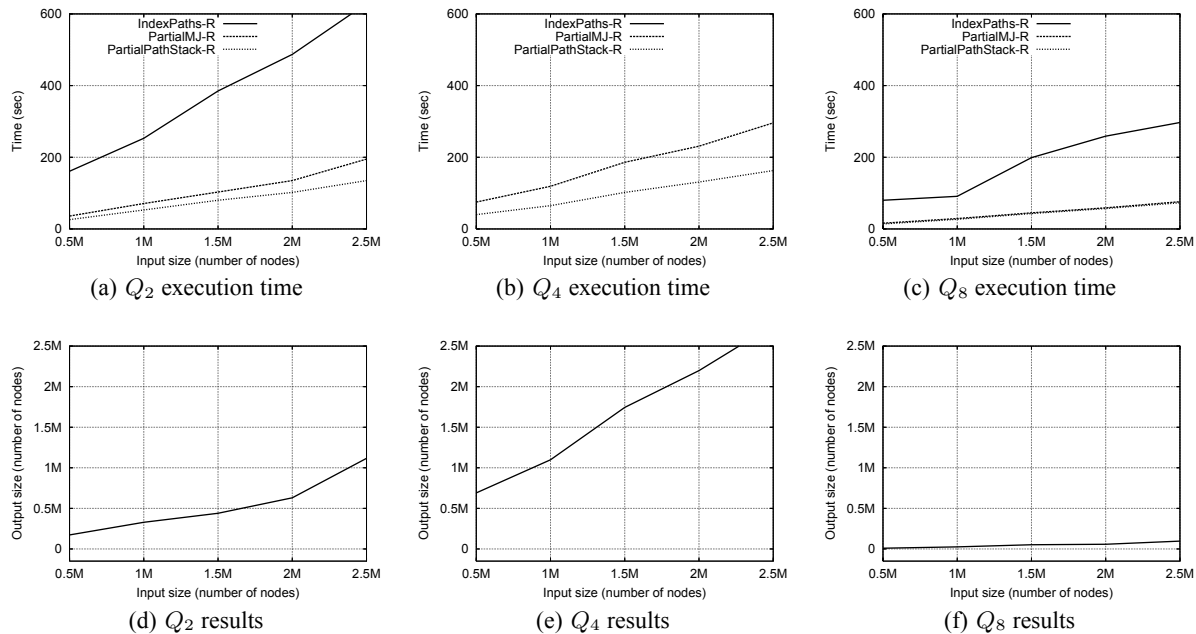 600
400
200
0
Time (sec)
IndexPaths-R
PartialMJ-R
PartialPathStack-R
0.5M 1M 1.5M 2M 2.5M
Input size (number of nodes)
(a) Q2 execution time
600
400
200
0
Time (sec)
IndexPaths-R
PartialMJ-R
PartialPathStack-R
0.5M 1M 1.5M 2M 2.5M
Input size (number of nodes)
(b) Q4 execution time
600
400
200
0
Time (sec)
IndexPaths-R
PartialMJ-R
PartialPathStack-R
0.5M 1M 1.5M 2M 2.5M
Input size (number of nodes)
(c) Q8 execution time
2.5M
2M
1.5M
1M
0.5M
0
Output size (number of nodes)
0.5M 1M 1.5M 2M 2.5M
Input size (number of nodes)
(d) Q2 results
2.5M
2M
1.5M
1M
0.5M
0
Output size (number of nodes)
0.5M 1M 1.5M 2M 2.5M
Input size (number of nodes)
(e) Q4 results
2.5M
2M
1.5M
1M
0.5M
0
Output size (number of nodes)
0.5M 1M 1.5M 2M 2.5M
Input size (number of nodes)
(f) Q8 results